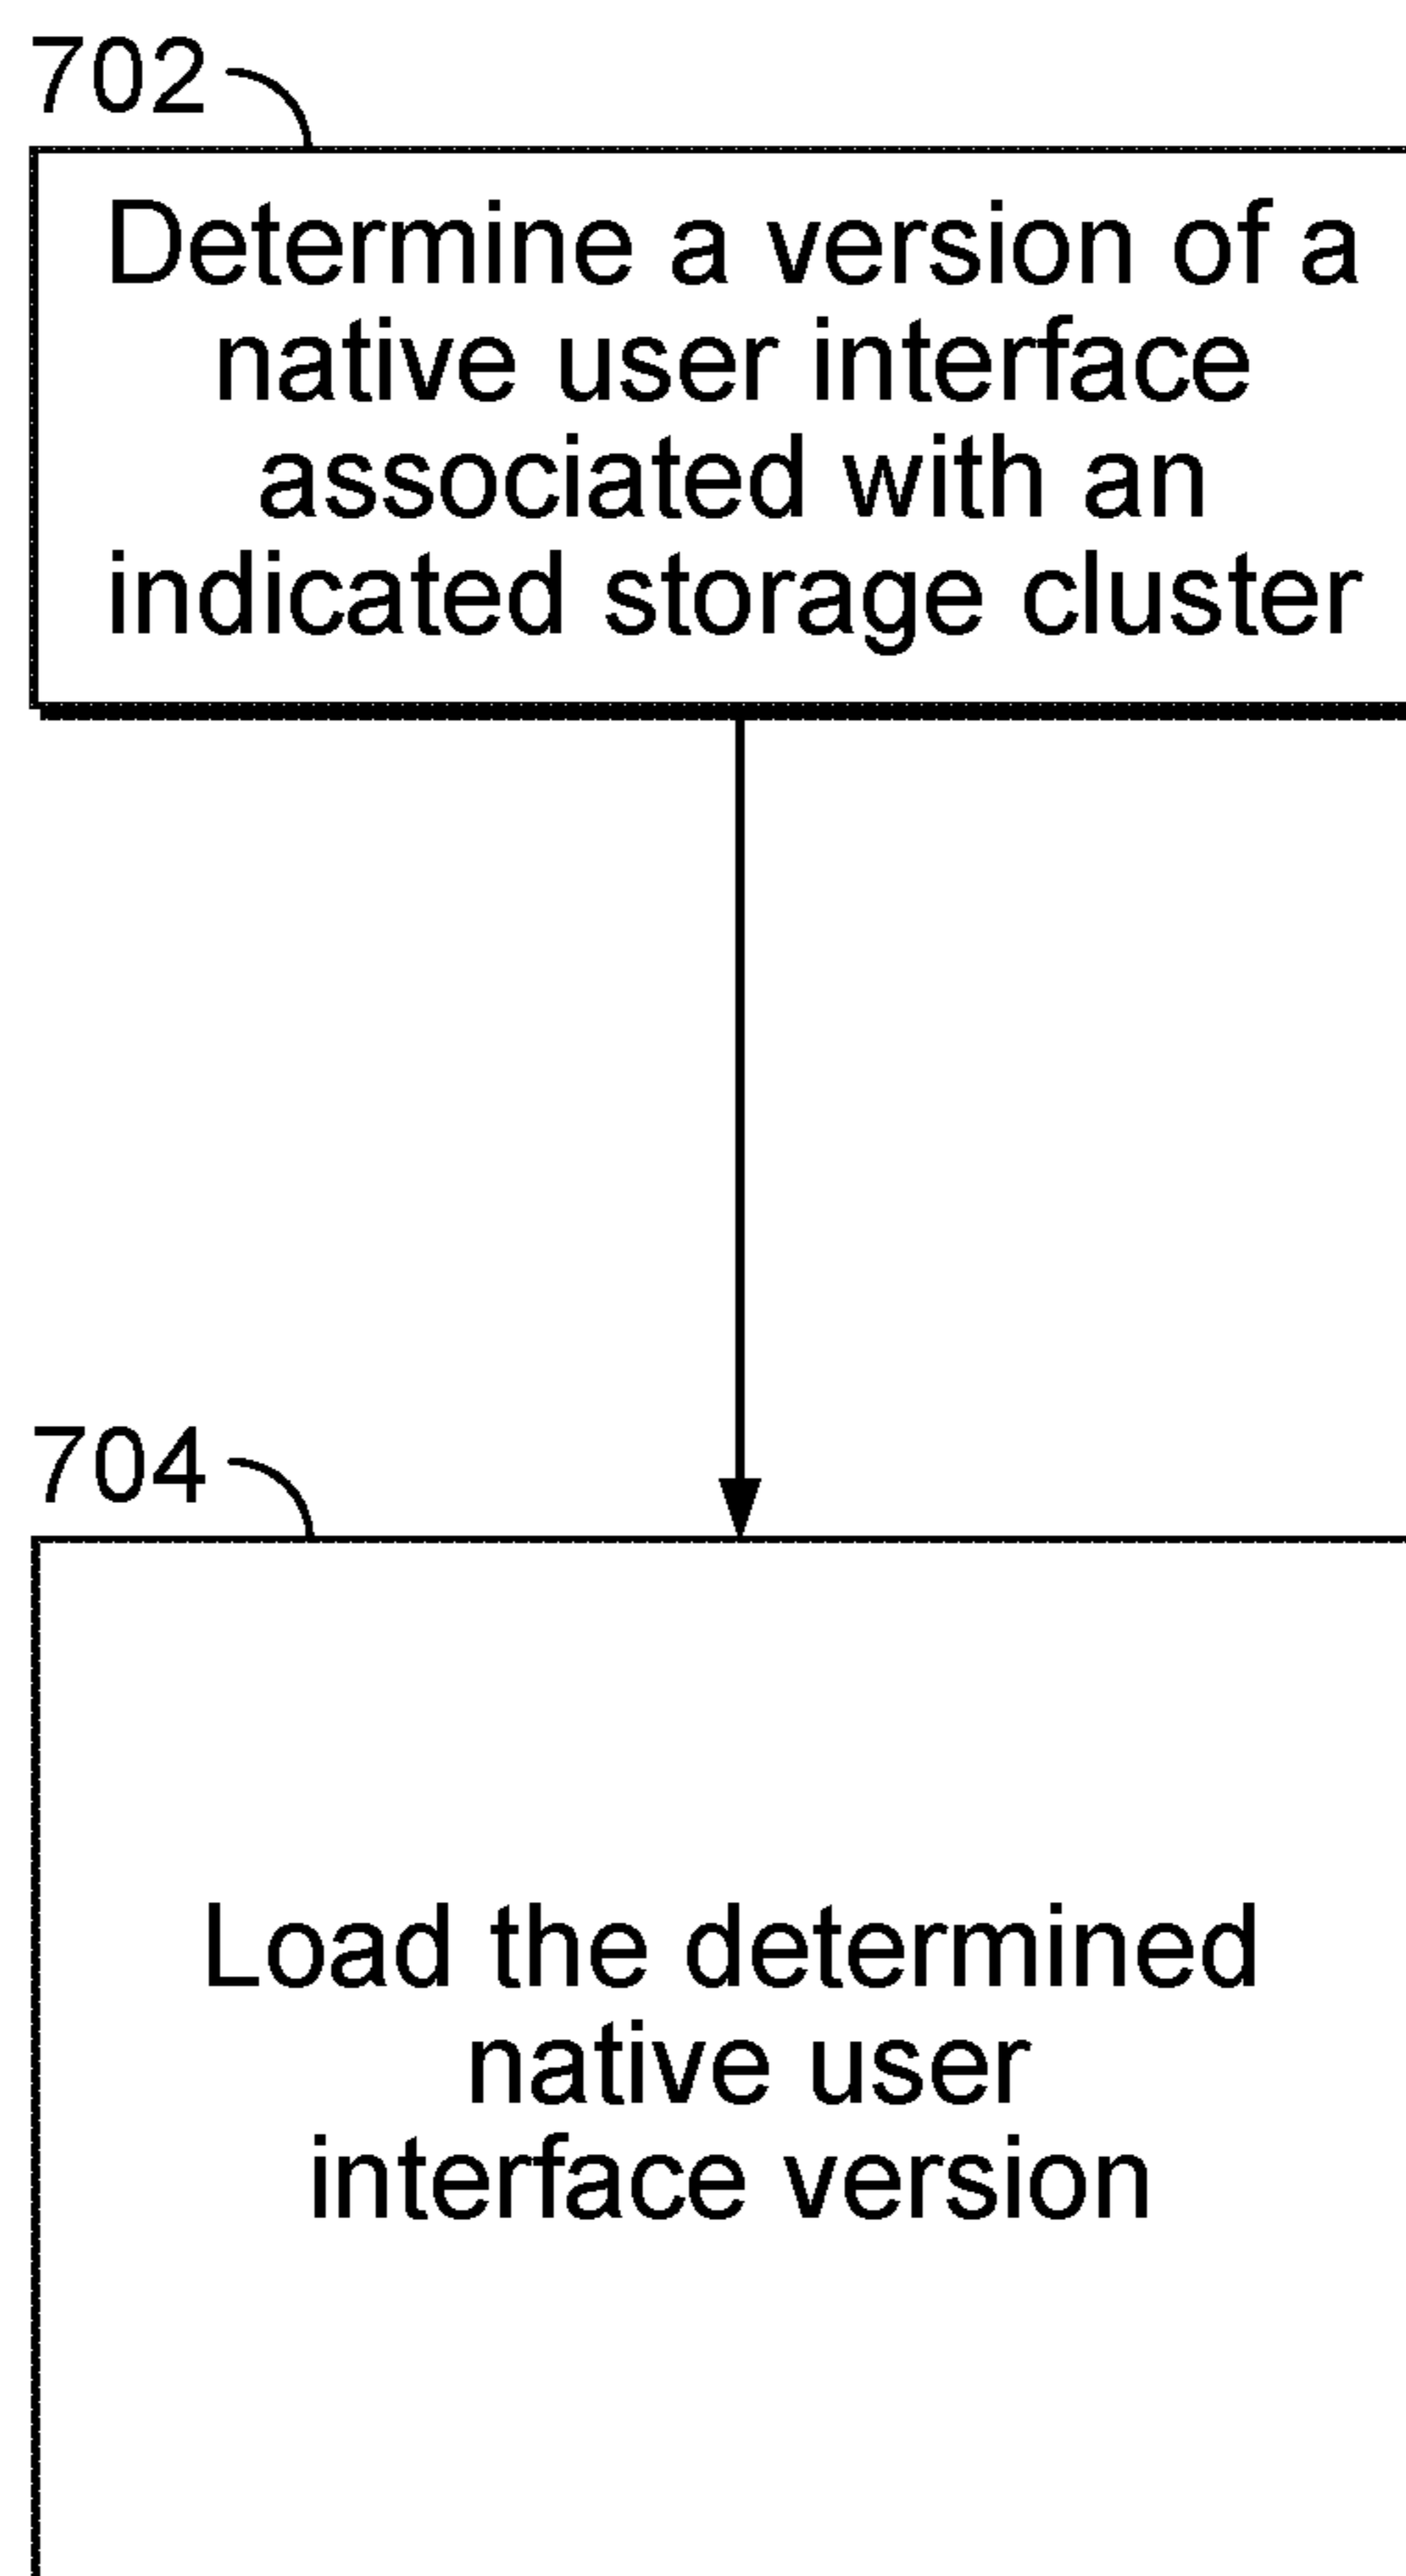 702
Determine a version of a
native user interface
associated with an
indicated storage cluster
704
Load the determined
native user
interface version